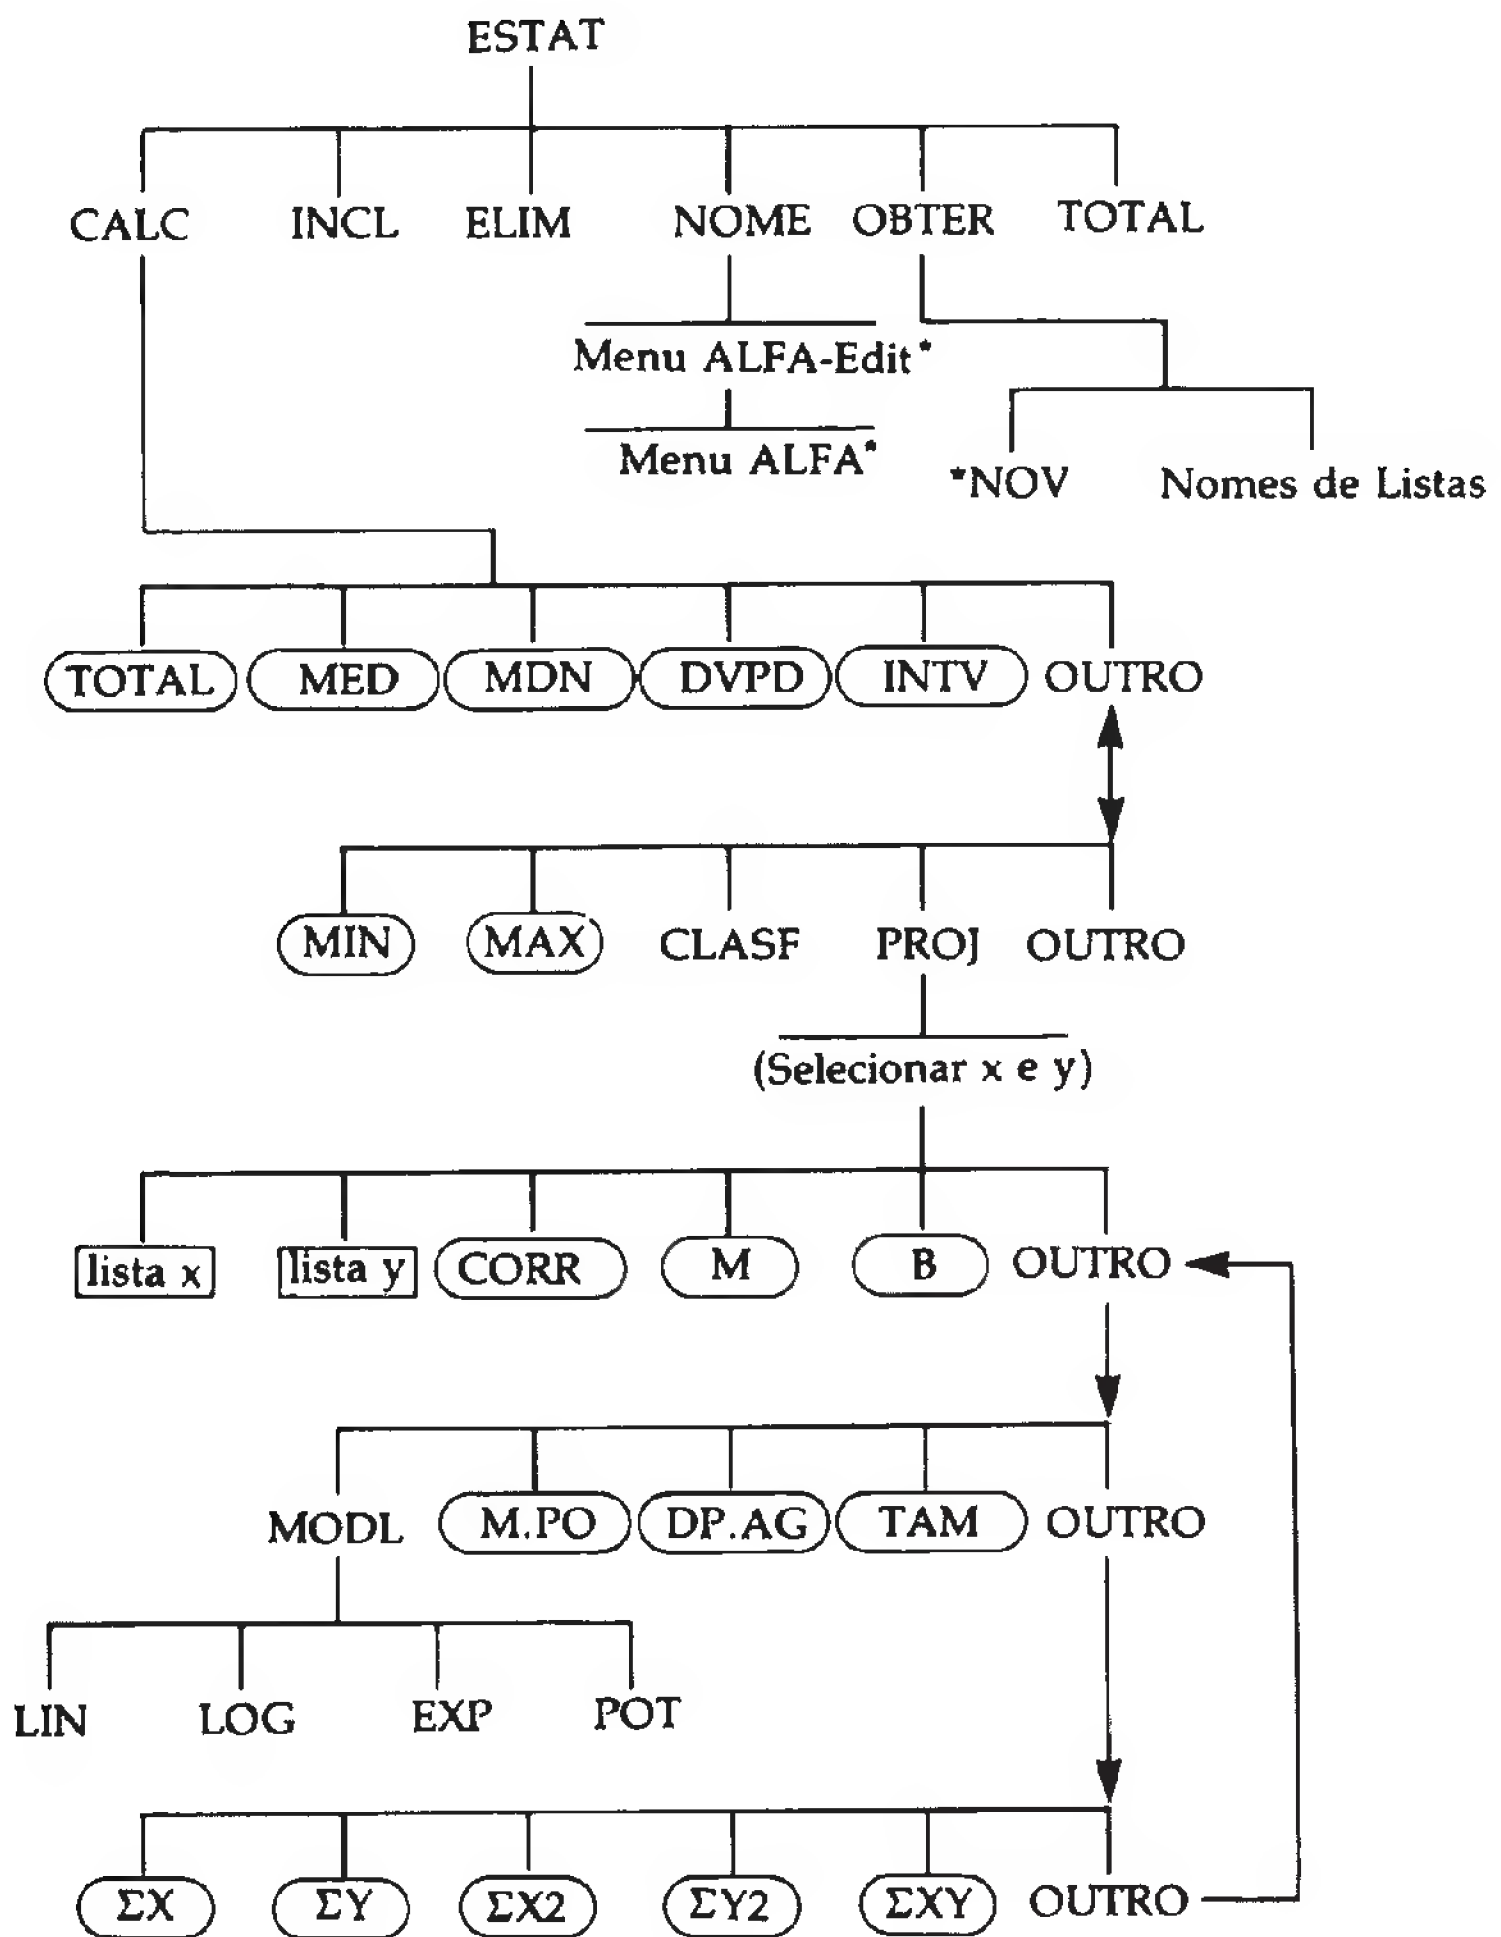 ESTAT
CALC INCL ELIM NOME OBTER TOTAL
Menu ALFA-Edit*
Menu ALFA*
*NOV Nomes de Listas
TOTAL MED MDN DVPD INTV OUTRO
MIN MAX CLASF PROJ OUTRO
(Selecionar x e y)
lista x lista y CORR M B OUTRO
MODL M.PO DP.AG TAM OUTRO
LIN LOG EXP POT
ΣX ΣY ΣX2 ΣY2 ΣXY OUTRO